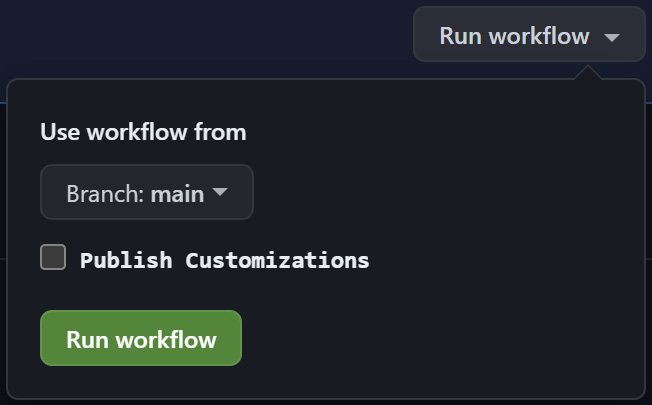 Run workflow
Use workflow from
Branch: main
Publish Customizations
Run workflow